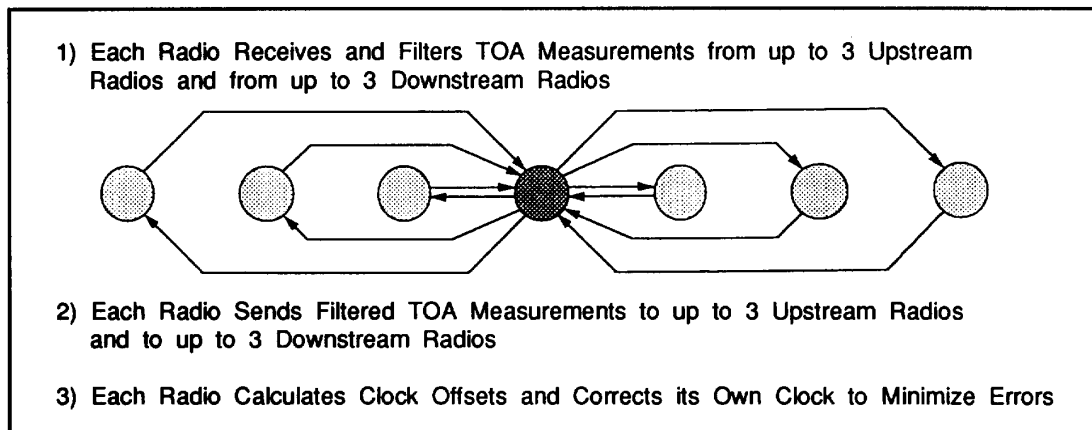 1) Each Radio Receives and Filters TOA Measurements from up to 3 Upstream
Radios and from up to 3 Downstream Radios
2) Each Radio Sends Filtered TOA Measurements to up to 3 Upstream Radios
and to up to 3 Downstream Radios
3) Each Radio Calculates Clock Offsets and Corrects its Own Clock to Minimize Errors